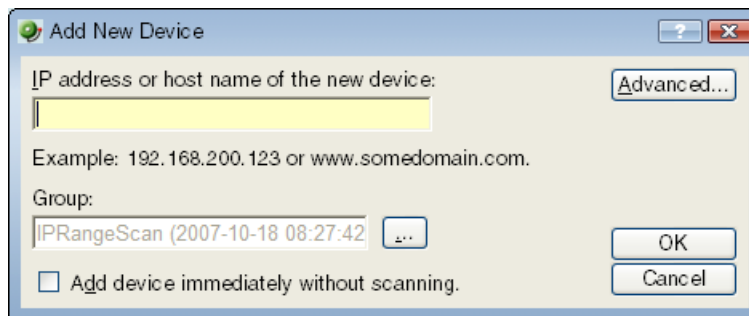 Add New Device
?
IP address or host name of the new device:
Advanced...
Example: 192.168.200.123 or www.somedomain.com.
Group:
IPRangeScan (2007-10-18 08:27:42
...
OK
Add device immediately without scanning.
Cancel